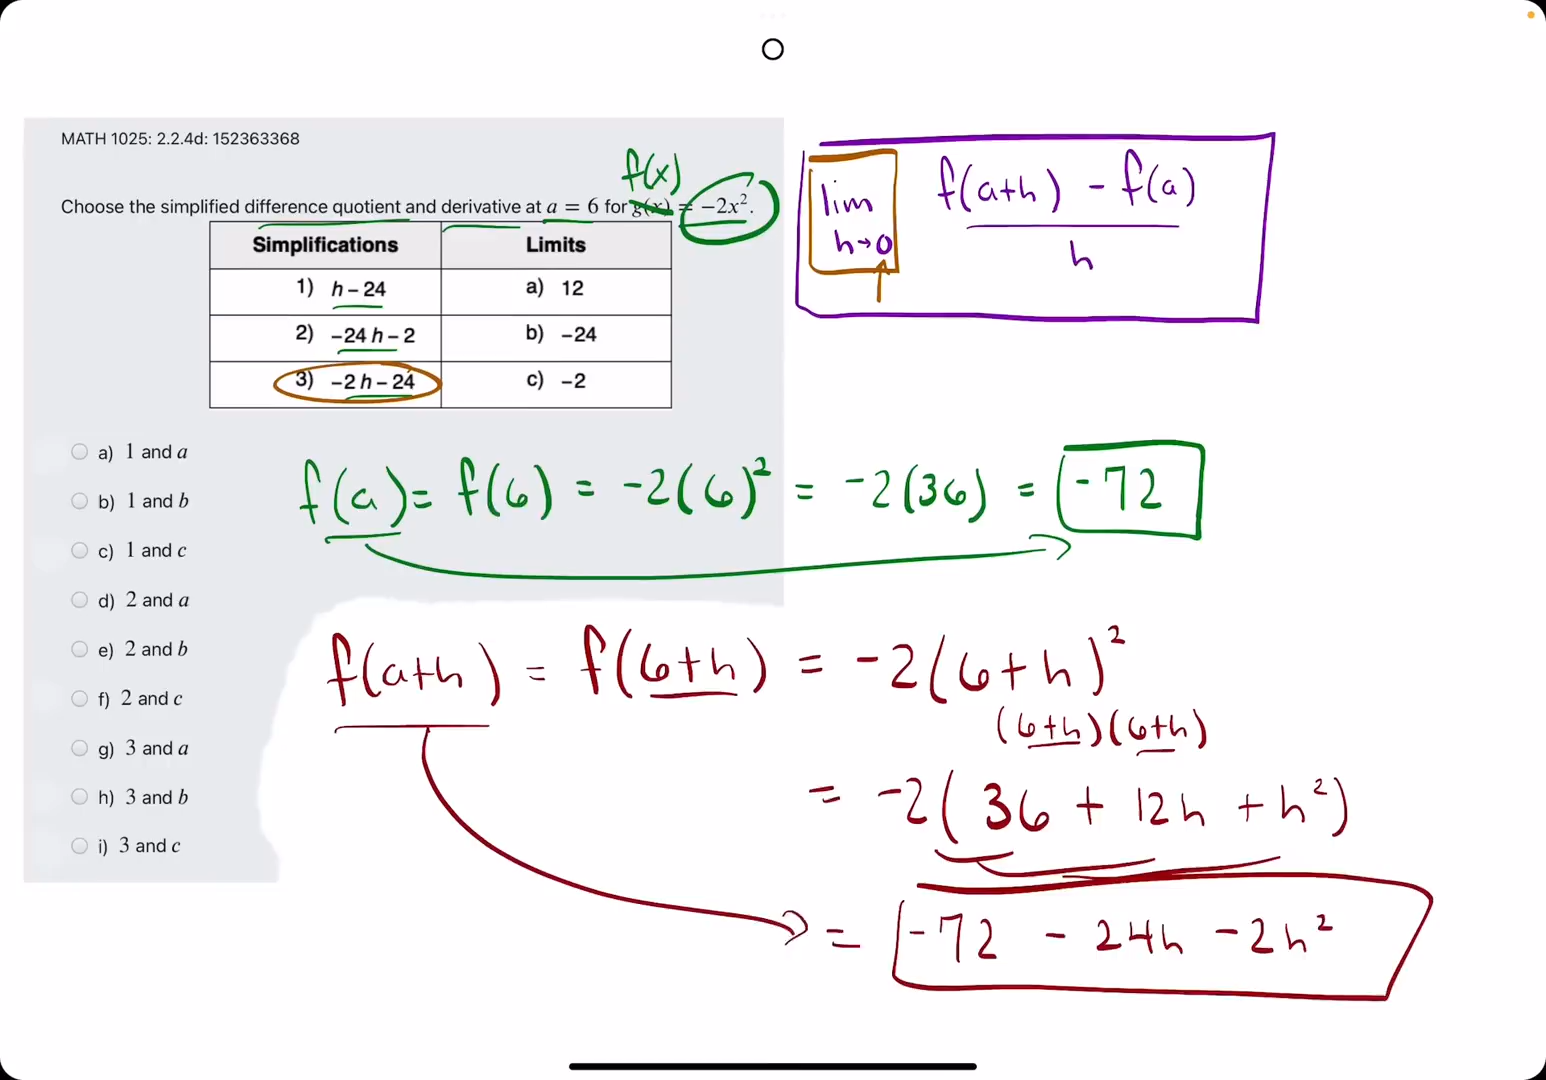 MATH 1025: 2.2.4d: 152363368
f(x)
Choose the simplified difference quotient and derivative at a = 6 for g(x) = −2x².
Simplifications Limits
1) h − 24 a) 12
2) −24 h − 2 b) −24
3) −2 h − 24 c) −2
lim h→0 f(a+h) - f(a)
h
a) 1 and a
b) 1 and b
c) 1 and c
d) 2 and a
e) 2 and b
f) 2 and c
g) 3 and a
h) 3 and b
i) 3 and c
f(a) = f(6) = -2(6)² = -2(36) = -72
f(a+h) = f(6+h) = -2(6+h)²
(6+h)(6+h)
= -2(36 + 12h + h²)
= -72 - 24h - 2h²